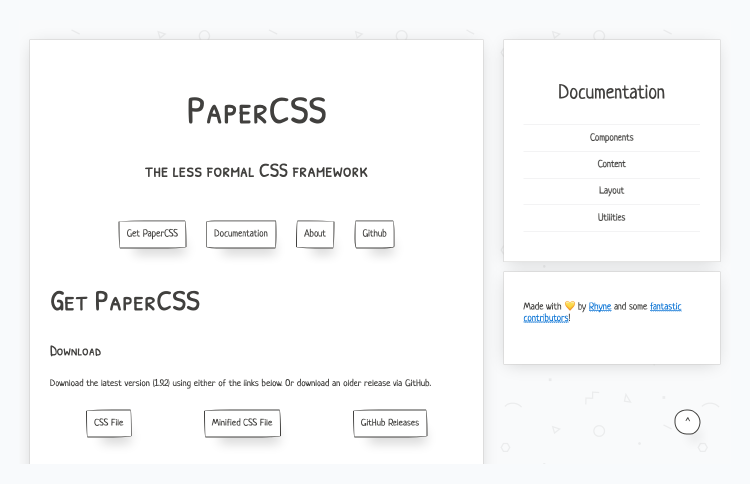 PaperCSS
the less formal CSS framework
Get PaperCSS
Documentation
About
Github
Get PaperCSS
Download
Download the latest version (1.9.2) using either of the links below. Or download an older release via GitHub.
CSS File
Minified CSS File
GitHub Releases
Documentation
Components
Content
Layout
Utilities
Made with 💛 by Rhyne and some fantastic
contributors!
^